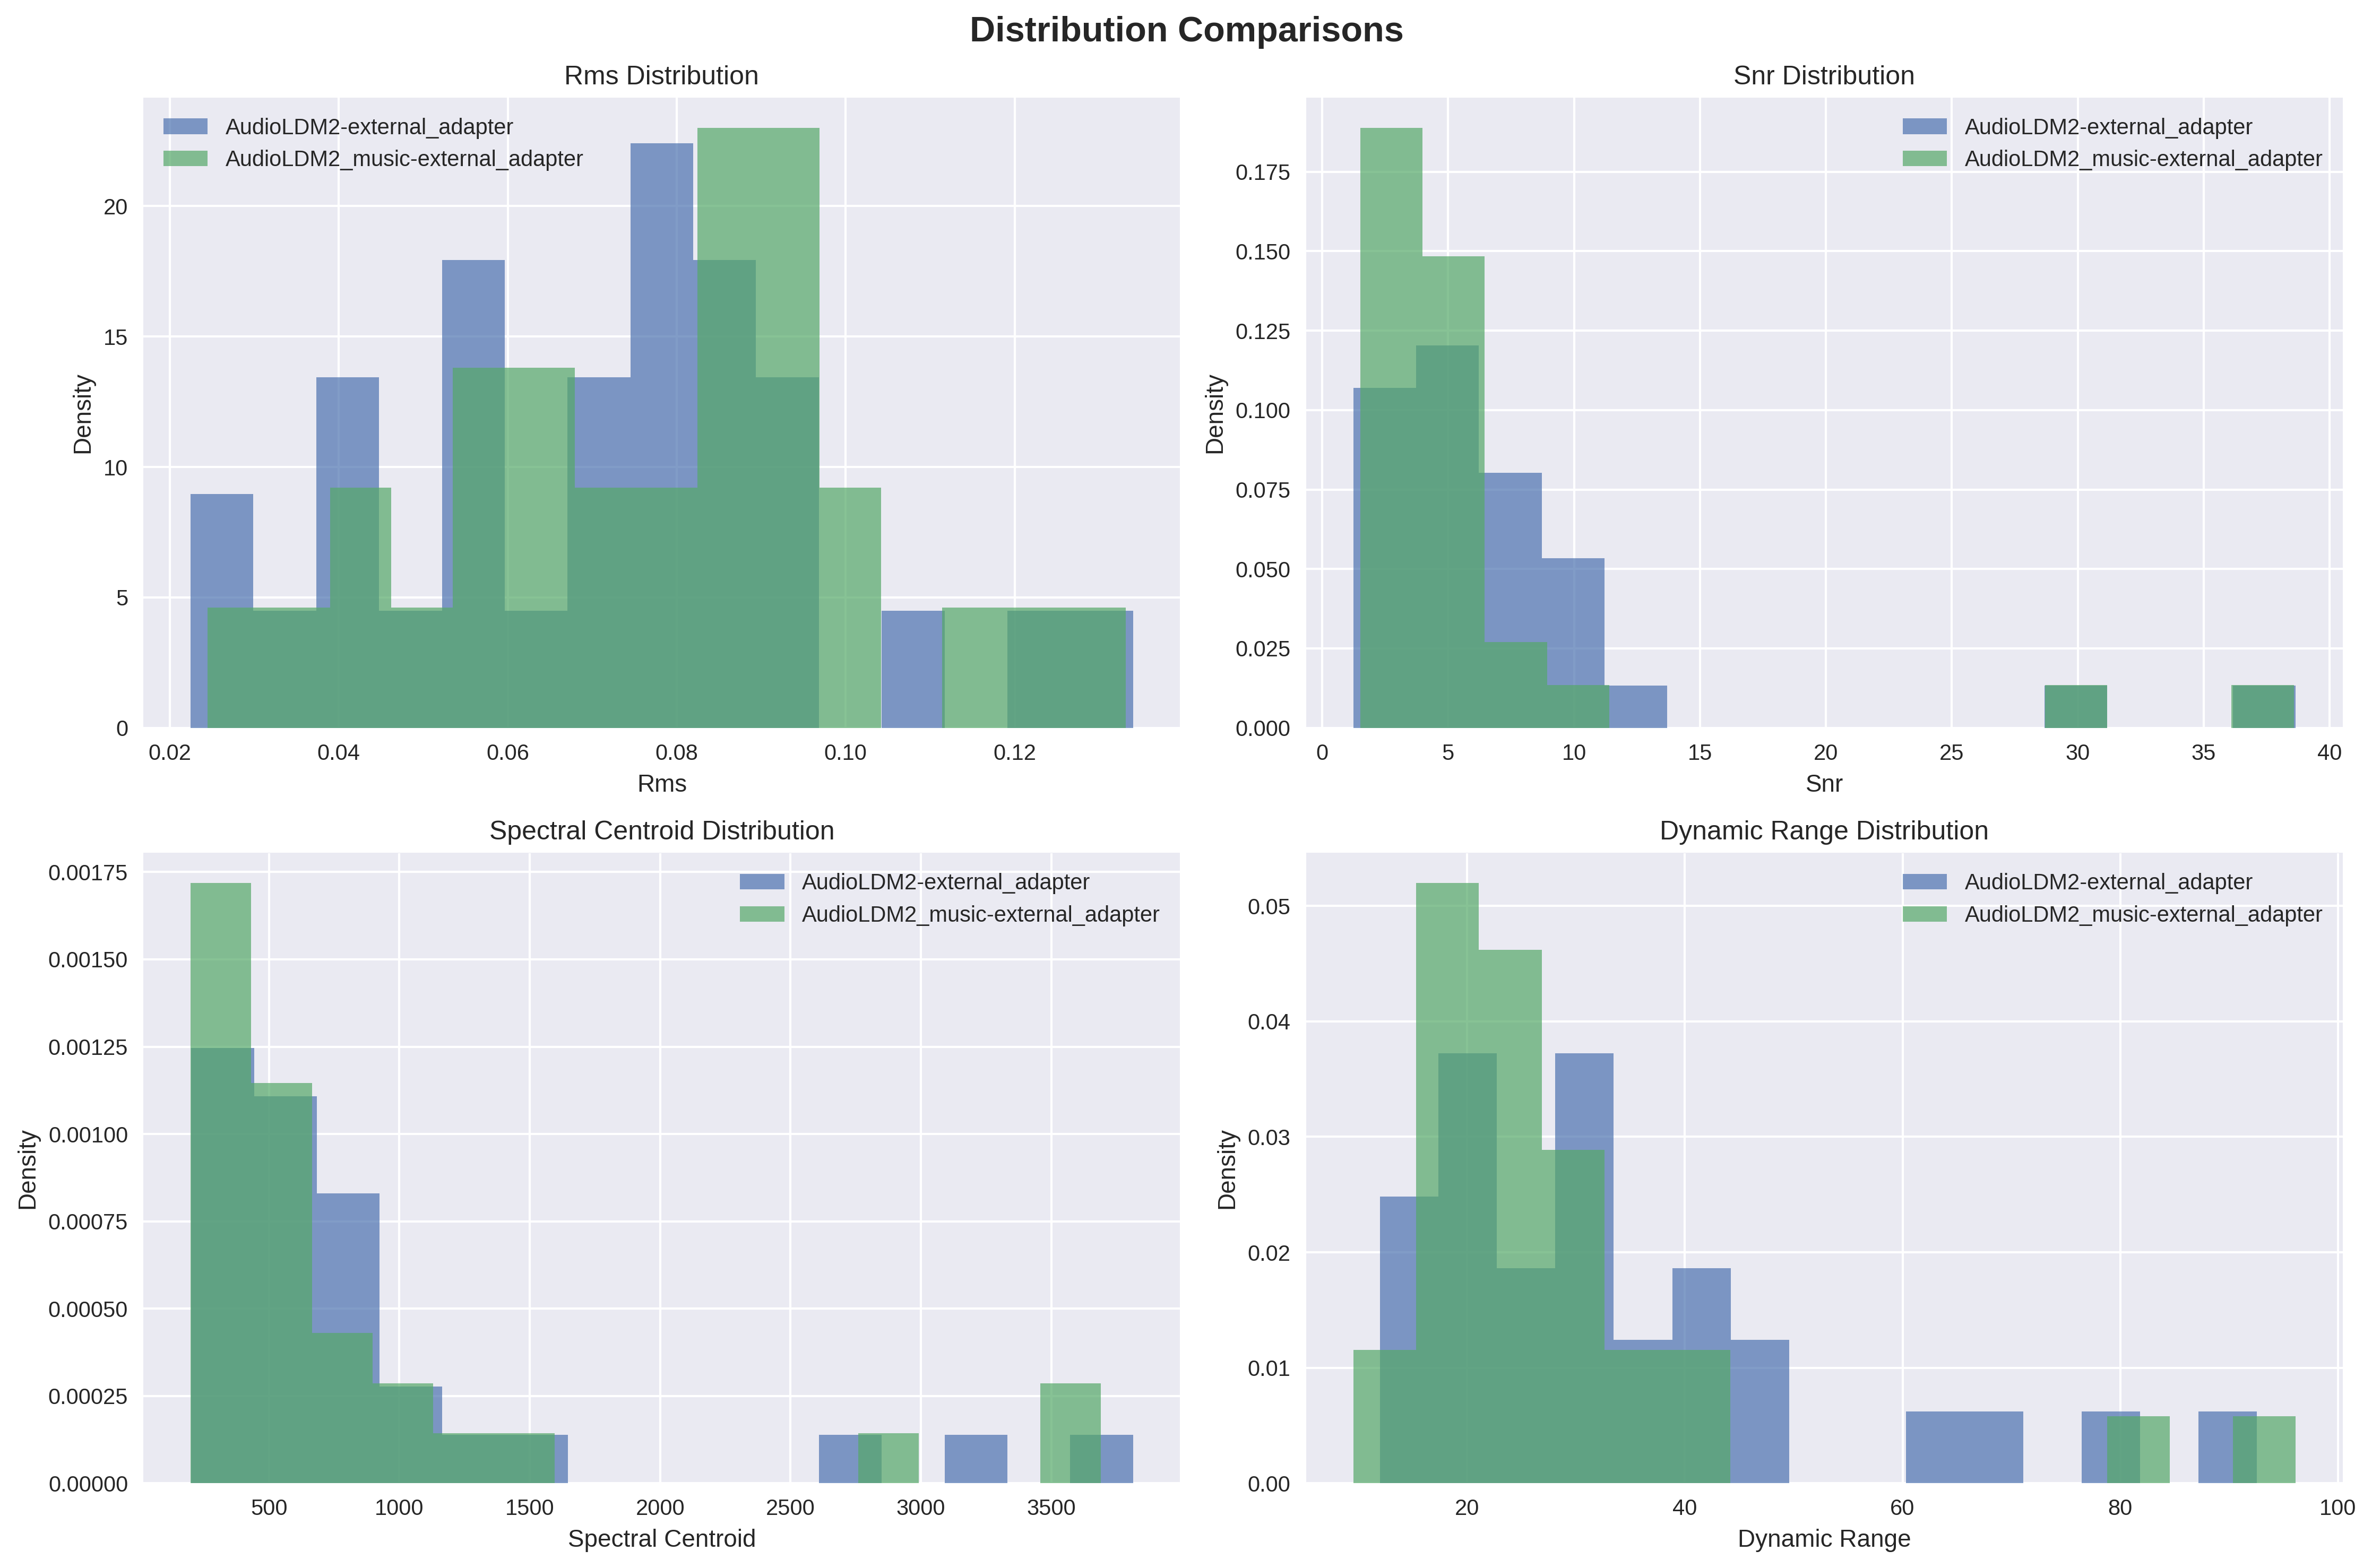 Distribution Comparisons
Rms Distribution
AudioLDM2-external_adapter
AudioLDM2_music-external_adapter
Density
20
15
10
5
0
0.02 0.04 0.06 0.08 0.10 0.12
Rms
Snr Distribution
AudioLDM2-external_adapter
AudioLDM2_music-external_adapter
Density
0.175
0.150
0.125
0.100
0.075
0.050
0.025
0.000
0 5 10 15 20 25 30 35 40
Snr
Spectral Centroid Distribution
AudioLDM2-external_adapter
AudioLDM2_music-external_adapter
Density
0.00175
0.00150
0.00125
0.00100
0.00075
0.00050
0.00025
0.00000
500 1000 1500 2000 2500 3000 3500
Spectral Centroid
Dynamic Range Distribution
AudioLDM2-external_adapter
AudioLDM2_music-external_adapter
Density
0.05
0.04
0.03
0.02
0.01
0.00
20 40 60 80 100
Dynamic Range